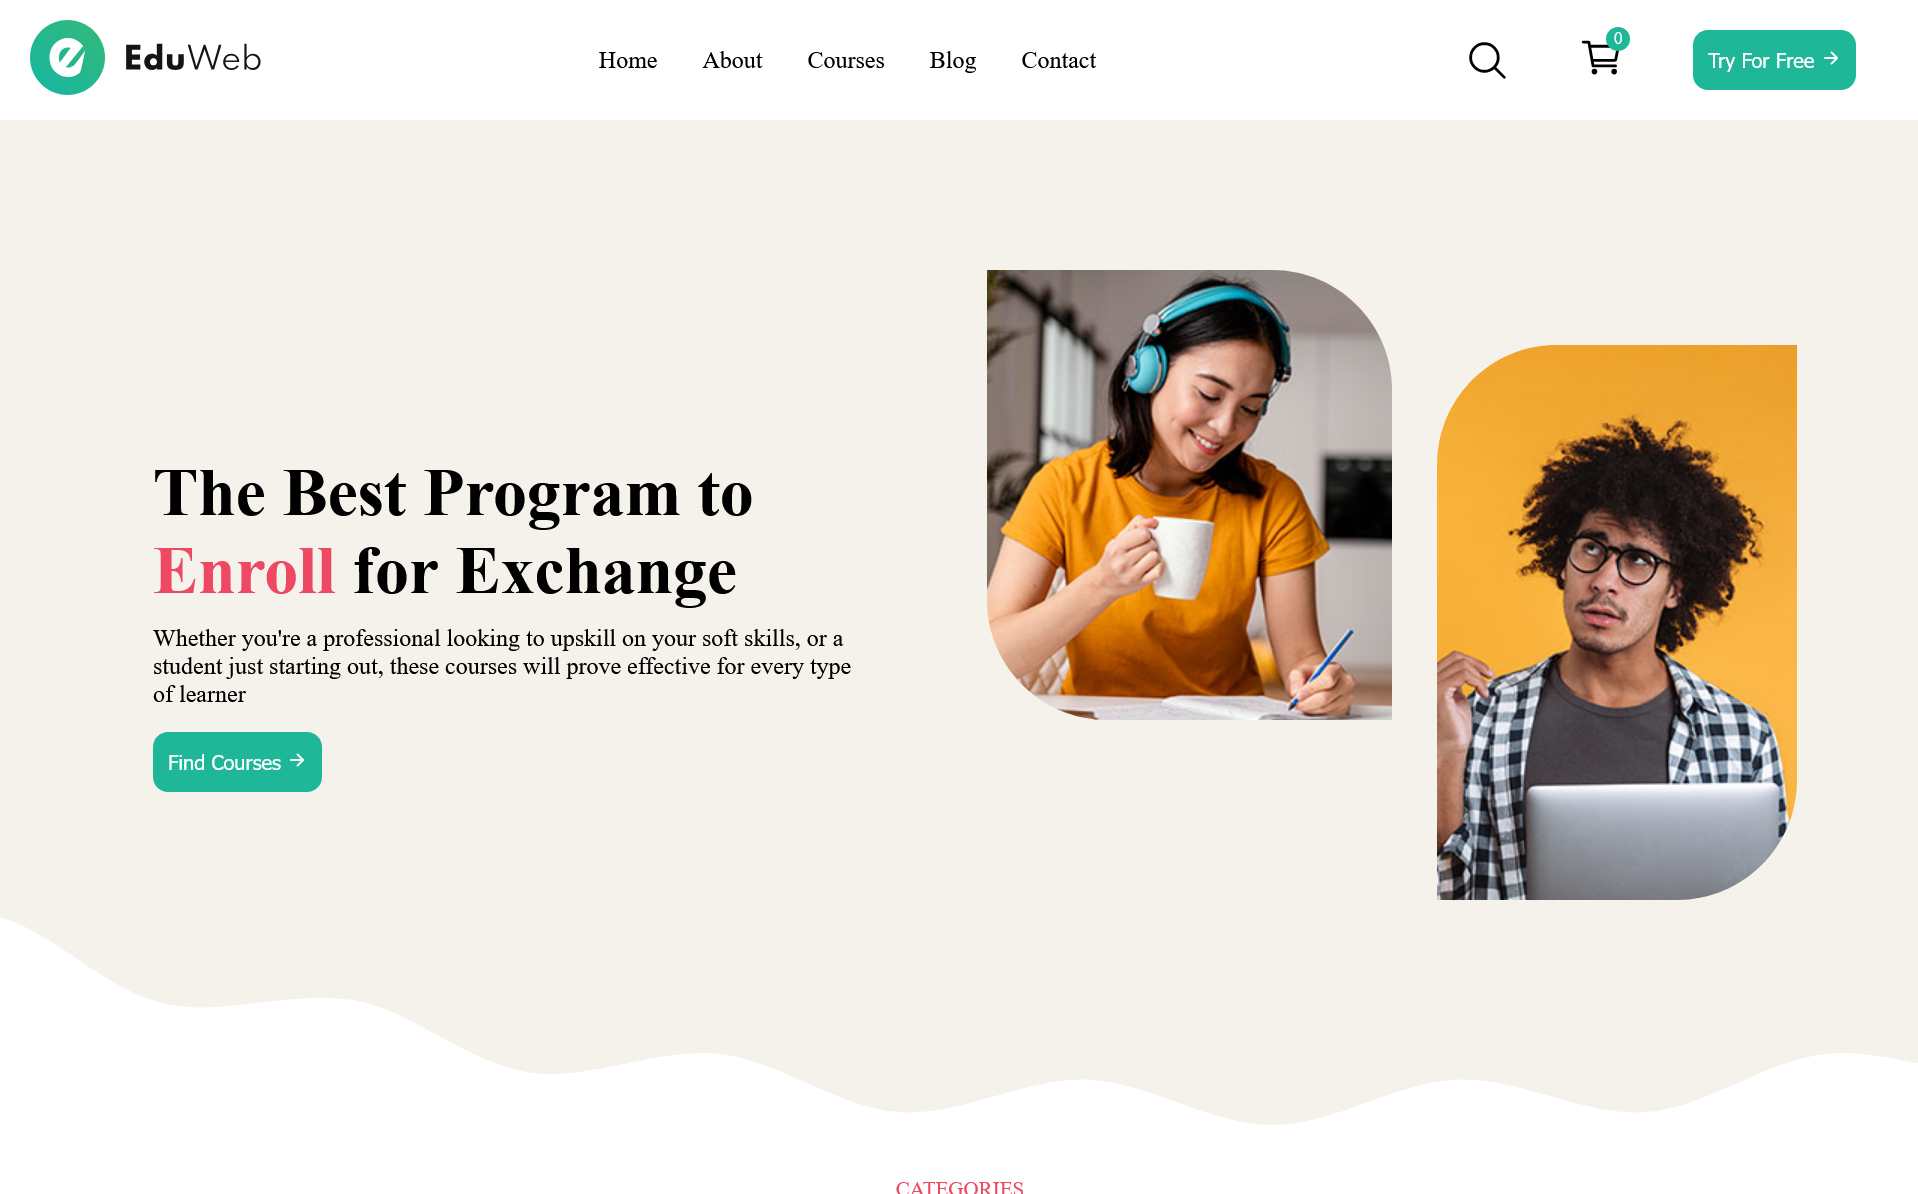 EduWeb
Home About Courses Blog Contact
0
Try For Free →
The Best Program to
Enroll for Exchange
Whether you're a professional looking to upskill on your soft skills, or a
student just starting out, these courses will prove effective for every type
of learner
Find Courses →
CATEGORIES